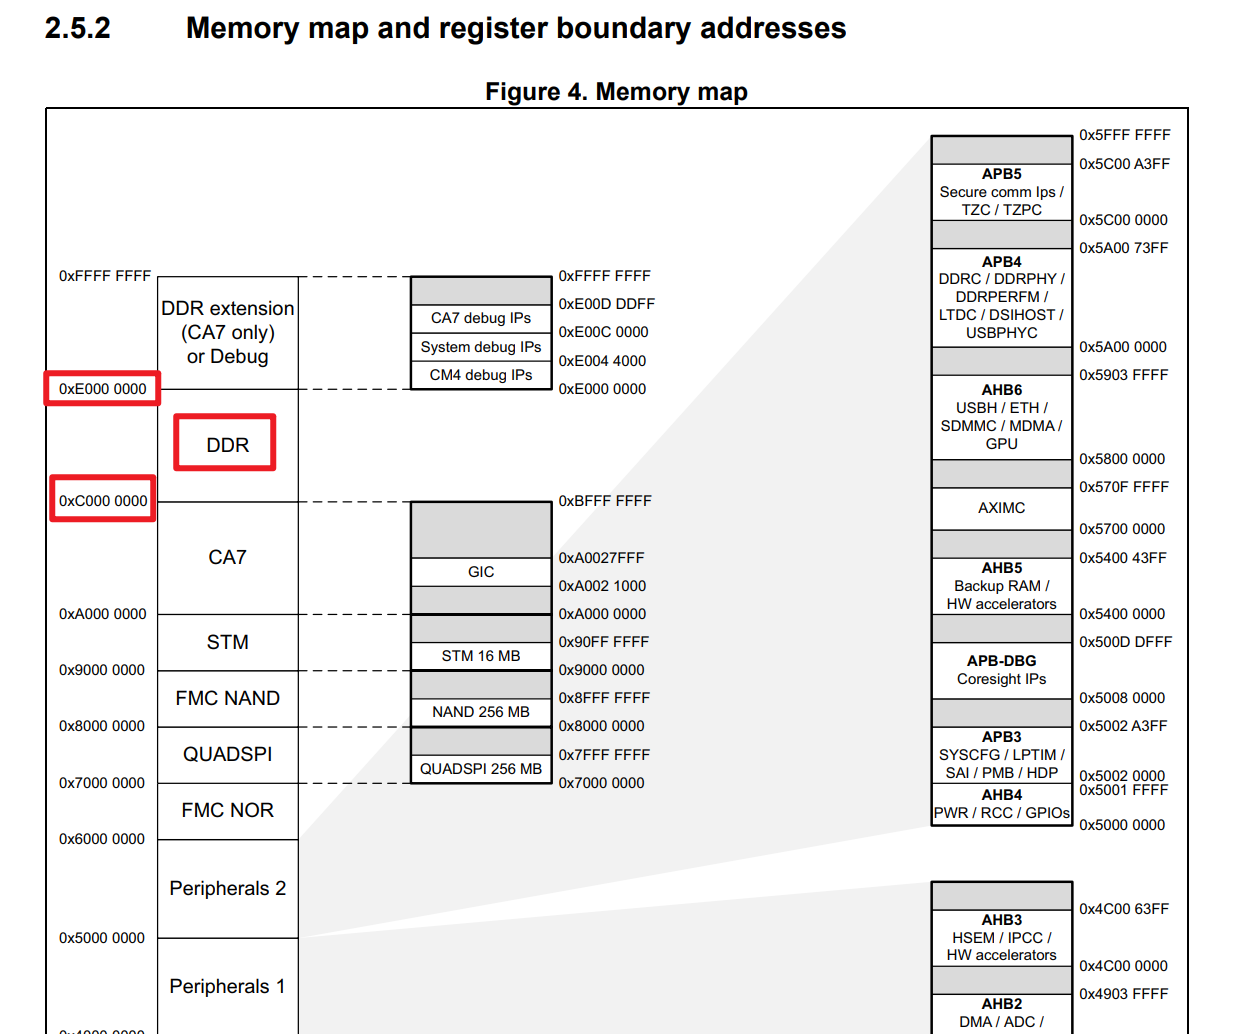 2.5.2 Memory map and register boundary addresses
Figure 4. Memory map
0xFFFF FFFF
DDR extension
(CA7 only)
or Debug
0xE000 0000
DDR
0xC000 0000
CA7
0xA000 0000
STM
0x9000 0000
FMC NAND
0x8000 0000
QUADSPI
0x7000 0000
FMC NOR
0x6000 0000
Peripherals 2
0x5000 0000
Peripherals 1
0xFFFF FFFF
0xE00D DDFF
CA7 debug IPs
0xE00C 0000
System debug IPs
0xE004 4000
CM4 debug IPs
0xE000 0000
0xBFFF FFFF
0xA0027FFF
GIC
0xA002 1000
0xA000 0000
0x90FF FFFF
STM 16 MB
0x9000 0000
0x8FFF FFFF
NAND 256 MB
0x8000 0000
0x7FFF FFFF
QUADSPI 256 MB
0x7000 0000
0x5FFF FFFF
0x5C00 A3FF
APB5
Secure comm Ips /
TZC / TZPC
0x5C00 0000
0x5A00 73FF
APB4
DDRC / DDRPHY /
DDRPERFM /
LTDC / DSIHOST /
USBPHYC
0x5A00 0000
0x5903 FFFF
AHB6
USBH / ETH /
SDMMC / MDMA /
GPU
0x5800 0000
0x570F FFFF
AXIMC
0x5700 0000
0x5400 43FF
AHB5
Backup RAM /
HW accelerators
0x5400 0000
0x500D DFFF
APB-DBG
Coresight IPs
0x5008 0000
0x5002 A3FF
APB3
SYSCFG / LPTIM /
SAI / PMB / HDP
0x5002 0000
0x5001 FFFF
AHB4
PWR / RCC / GPIOs
0x5000 0000
0x4C00 63FF
AHB3
HSEM / IPCC /
HW accelerators
0x4C00 0000
0x4903 FFFF
AHB2
DMA / ADC /